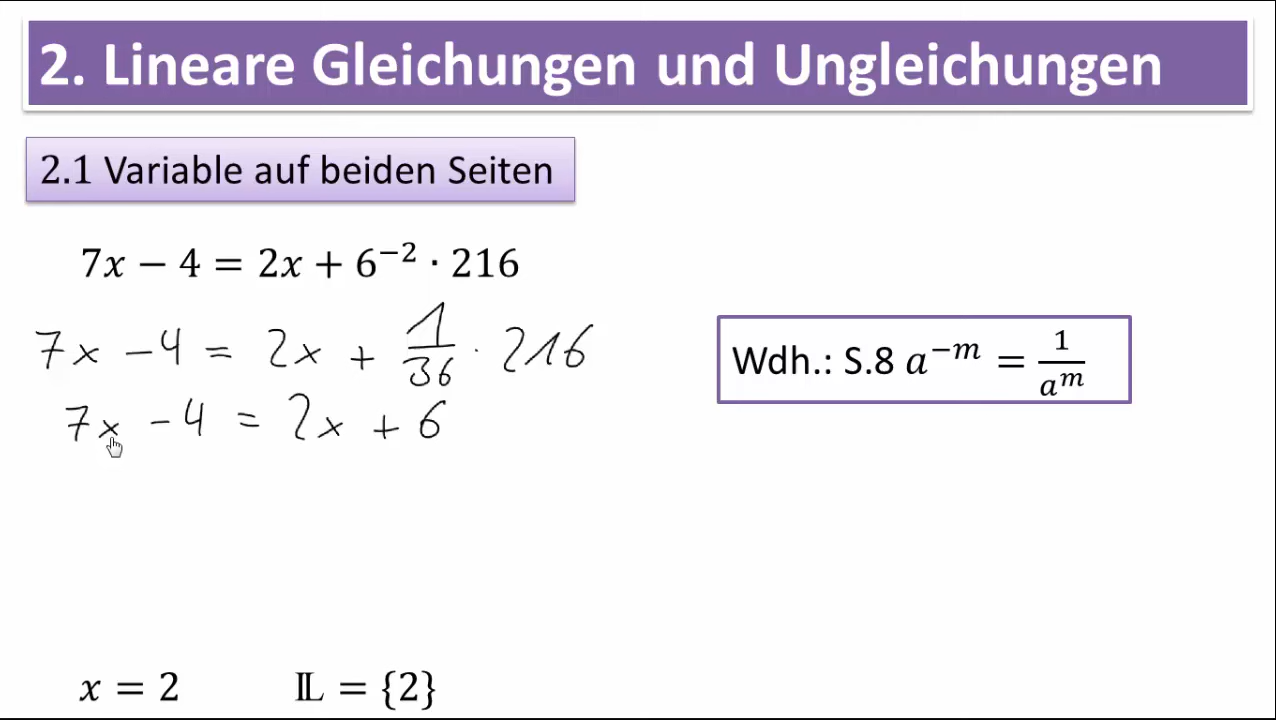 2. Lineare Gleichungen und Ungleichungen
2.1 Variable auf beiden Seiten
7x − 4 = 2x + 6⁻² · 216
7x − 4 = 2x + 1/36 · 216
Wdh.: S.8 a⁻ᵐ = 1/aᵐ
7x − 4 = 2x + 6
x = 2 𝕃 = {2}